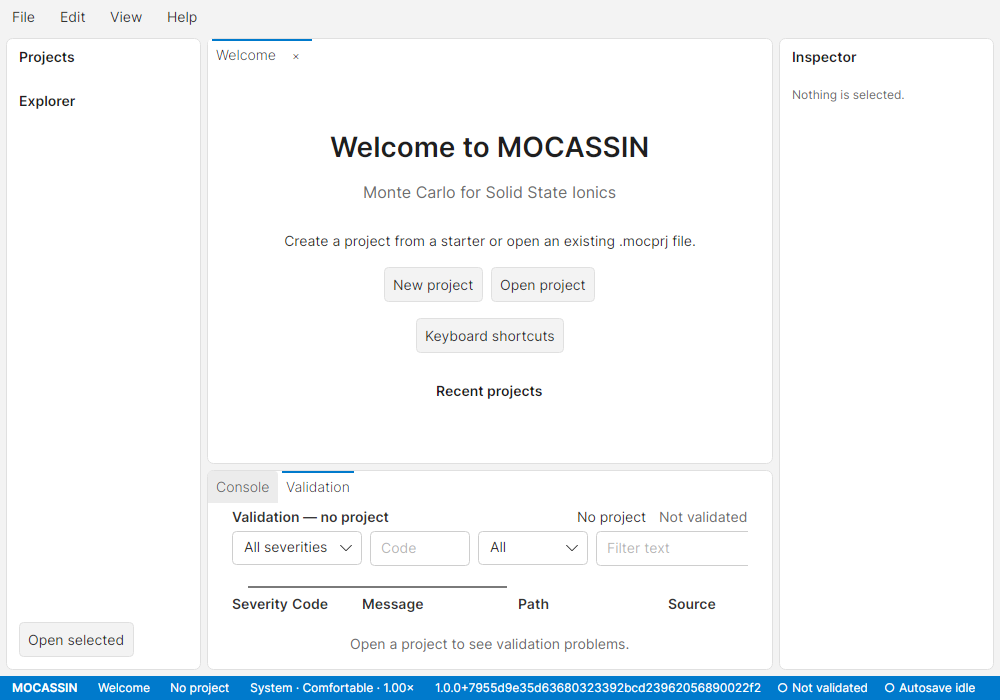 File Edit View Help
Projects
Explorer
Open selected
Welcome ×
Welcome to MOCASSIN
Monte Carlo for Solid State Ionics
Create a project from a starter or open an existing .mocprj file.
New project Open project
Keyboard shortcuts
Recent projects
Console Validation
Validation — no project No project Not validated
All severities Code All Filter text
Severity Code Message Path Source
Open a project to see validation problems.
Inspector
Nothing is selected.
MOCASSIN Welcome No project System · Comfortable · 1.00× 1.0.0+7955d9e35d63680323392bcd23962056890022f2 Not validated Autosave idle